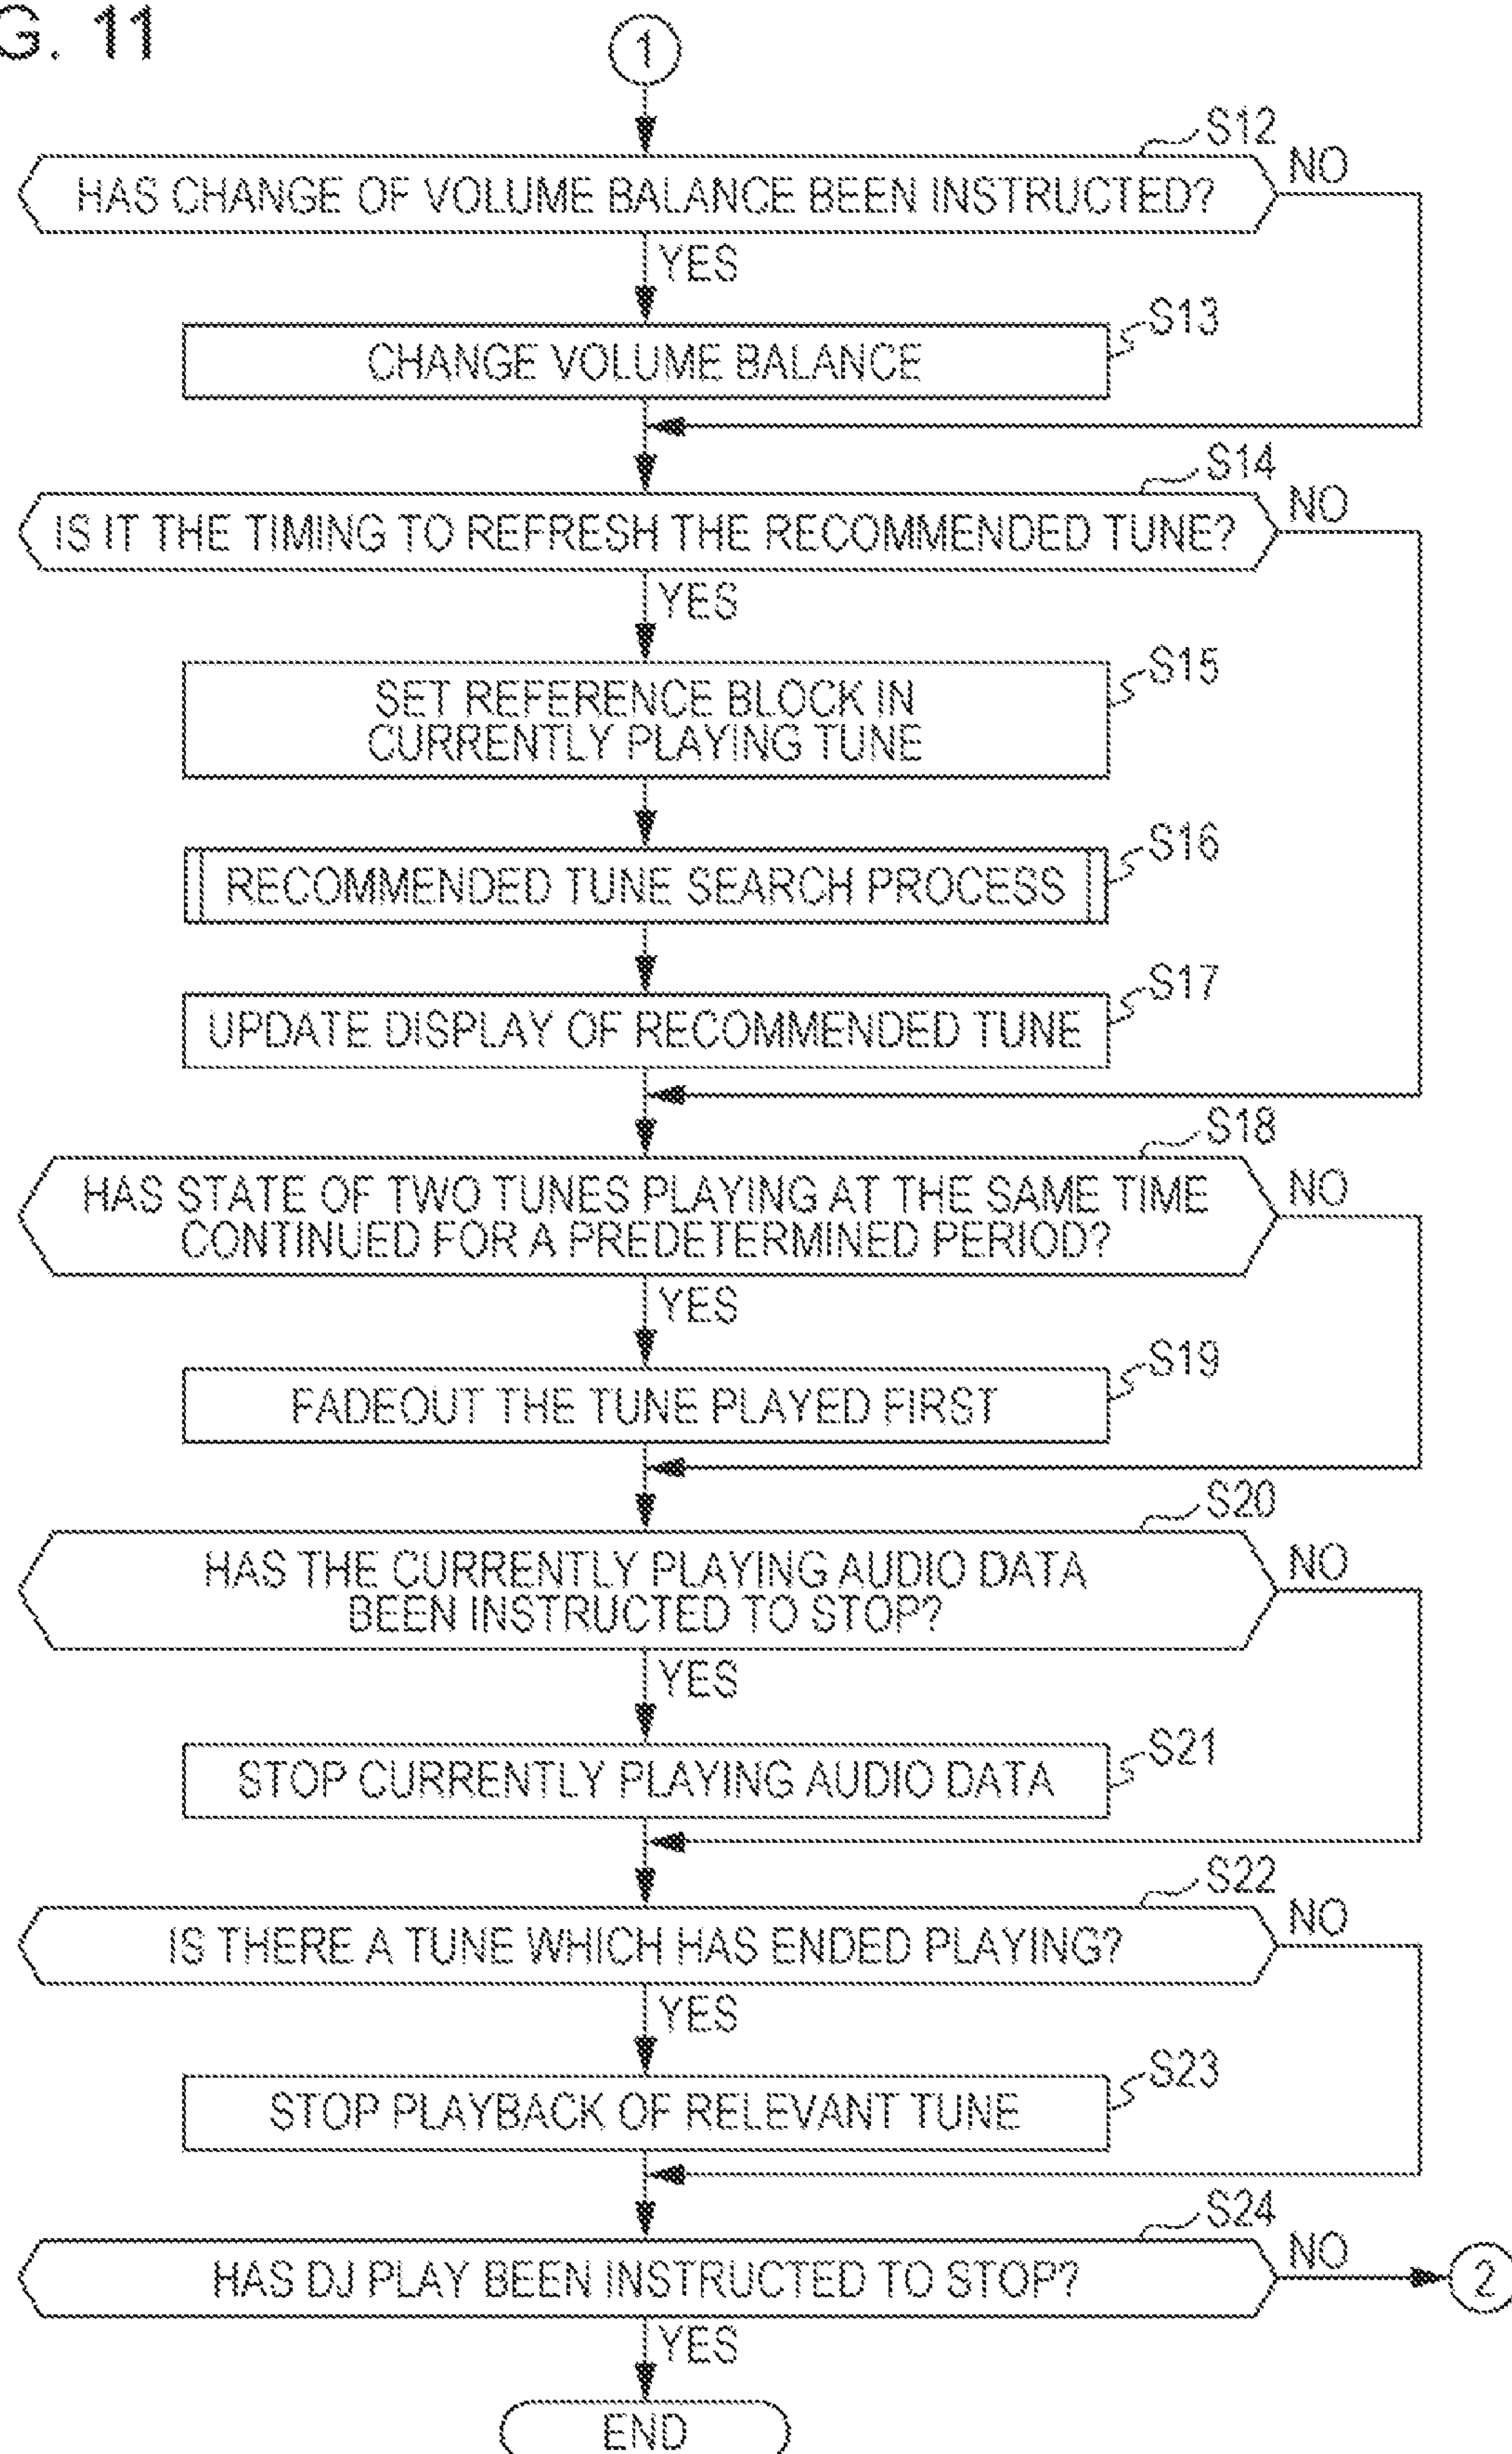 G. 11
1
S12
HAS CHANGE OF VOLUME BALANCE BEEN INSTRUCTED?
NO
YES
S13
CHANGE VOLUME BALANCE
S14
IS IT THE TIMING TO REFRESH THE RECOMMENDED TUNE?
NO
YES
S15
SET REFERENCE BLOCK IN
CURRENTLY PLAYING TUNE
S16
RECOMMENDED TUNE SEARCH PROCESS
S17
UPDATE DISPLAY OF RECOMMENDED TUNE
S18
HAS STATE OF TWO TUNES PLAYING AT THE SAME TIME
CONTINUED FOR A PREDETERMINED PERIOD?
NO
YES
S19
FADEOUT THE TUNE PLAYED FIRST
S20
HAS THE CURRENTLY PLAYING AUDIO DATA
BEEN INSTRUCTED TO STOP?
NO
YES
S21
STOP CURRENTLY PLAYING AUDIO DATA
S22
IS THERE A TUNE WHICH HAS ENDED PLAYING?
NO
YES
S23
STOP PLAYBACK OF RELEVANT TUNE
S24
HAS DJ PLAY BEEN INSTRUCTED TO STOP?
NO
2
YES
END